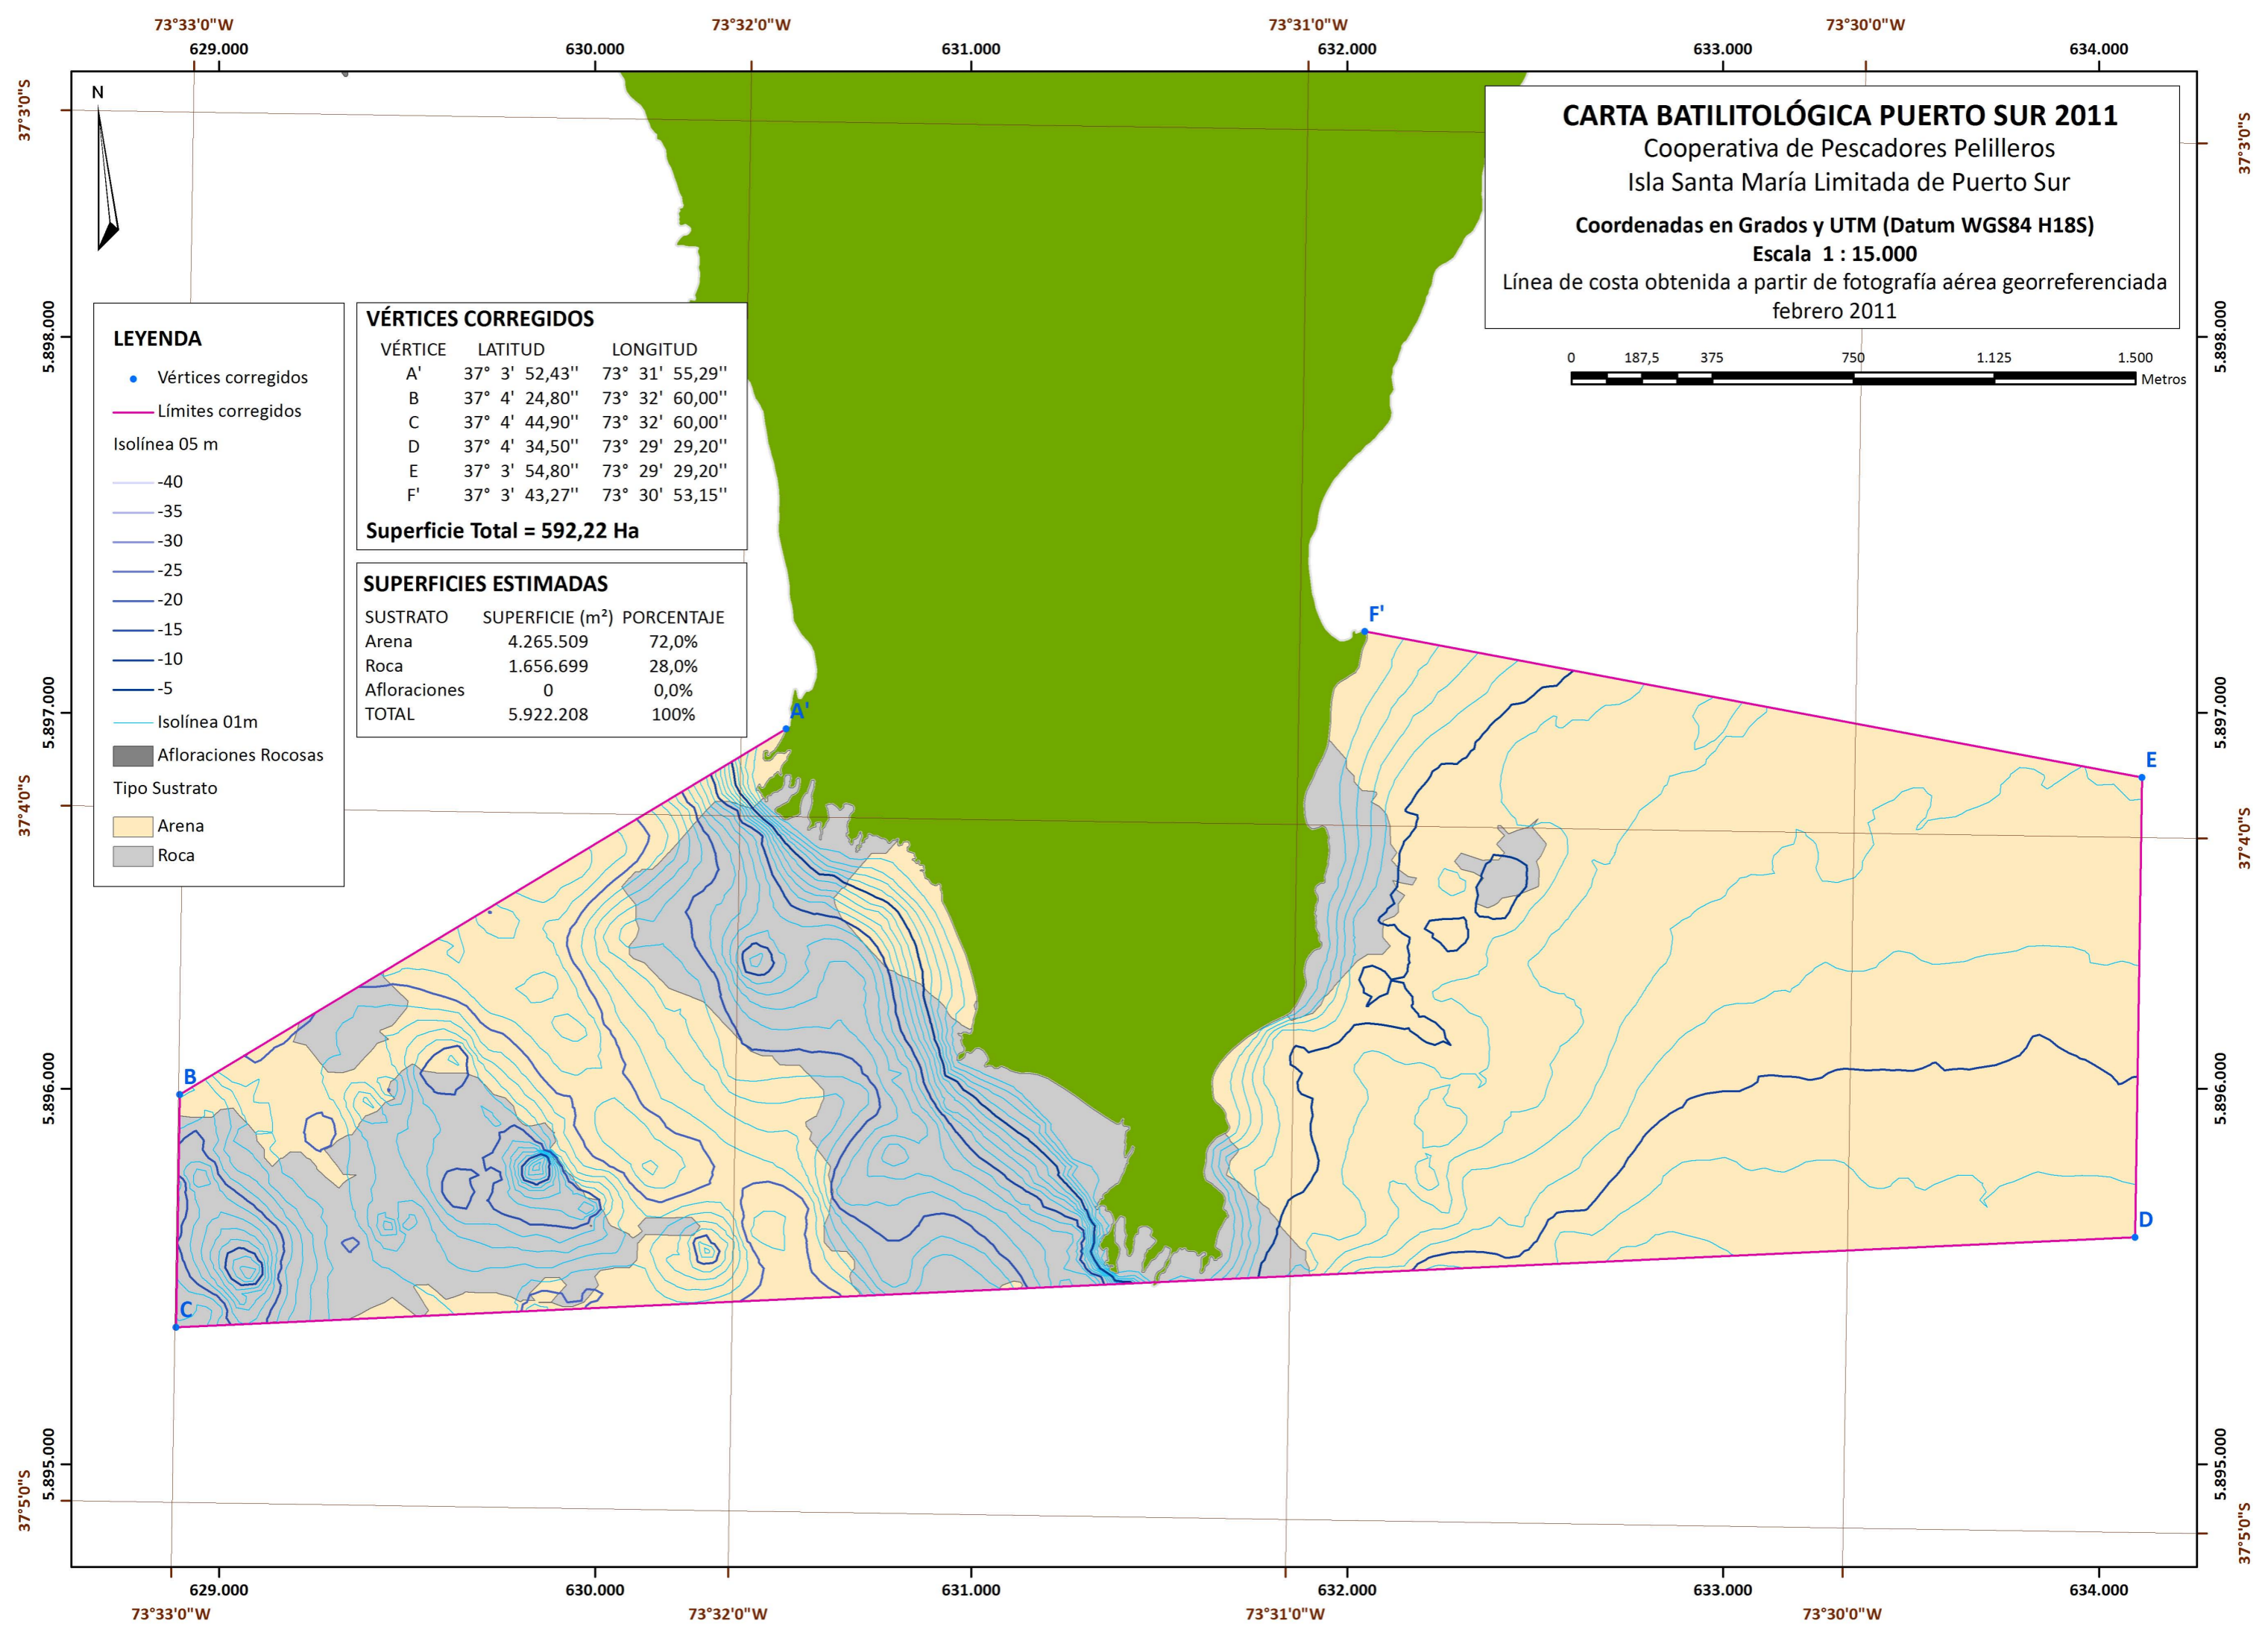 73°33'0"W 73°32'0"W 73°31'0"W 73°30'0"W
629.000 630.000 631.000 632.000 633.000 634.000
37°3'0"S
5.898.000
5.897.000
37°4'0"S
5.896.000
5.895.000
37°5'0"S
N
CARTA BATILITOLÓGICA PUERTO SUR 2011
Cooperativa de Pescadores Pelilleros
Isla Santa María Limitada de Puerto Sur
Coordenadas en Grados y UTM (Datum WGS84 H18S)
Escala 1 : 15.000
Línea de costa obtenida a partir de fotografía aérea georreferenciada
febrero 2011
0 187,5 375 750 1.125 1.500
Metros
LEYENDA
Vértices corregidos
Límites corregidos
Isolínea 05 m
-40
-35
-30
-25
-20
-15
-10
-5
Isolínea 01m
Afloraciones Rocosas
Tipo Sustrato
Arena
Roca
VÉRTICES CORREGIDOS
VÉRTICE LATITUD LONGITUD
A' 37° 3' 52,43'' 73° 31' 55,29''
B 37° 4' 24,80'' 73° 32' 60,00''
C 37° 4' 44,90'' 73° 32' 60,00''
D 37° 4' 34,50'' 73° 29' 29,20''
E 37° 3' 54,80'' 73° 29' 29,20''
F' 37° 3' 43,27'' 73° 30' 53,15''
Superficie Total = 592,22 Ha
SUPERFICIES ESTIMADAS
SUSTRATO SUPERFICIE (m²) PORCENTAJE
Arena 4.265.509 72,0%
Roca 1.656.699 28,0%
Afloraciones 0 0,0%
TOTAL 5.922.208 100%
F'
A'
E
B
D
C
37°3'0"S
5.898.000
5.897.000
37°4'0"S
5.896.000
5.895.000
37°5'0"S
629.000 630.000 631.000 632.000 633.000 634.000
73°33'0"W 73°32'0"W 73°31'0"W 73°30'0"W